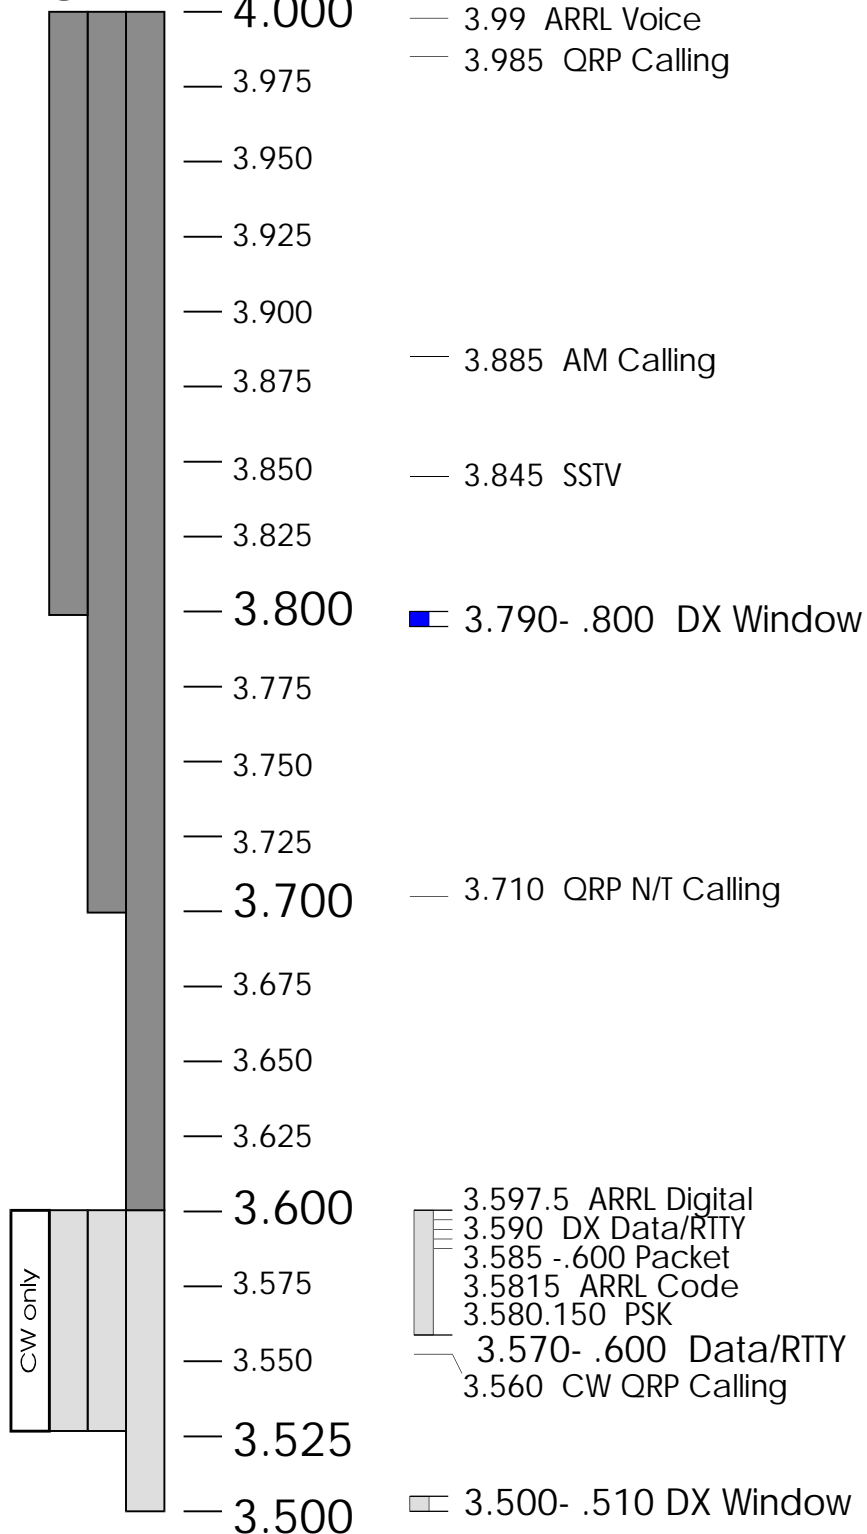 4.000
3.975
3.950
3.925
3.900
3.875
3.850
3.825
3.800
3.775
3.750
3.725
3.700
3.675
3.650
3.625
3.600
3.575
3.550
3.525
3.500
CW only
3.99 ARRL Voice
3.985 QRP Calling
3.885 AM Calling
3.845 SSTV
3.790- .800 DX Window
3.710 QRP N/T Calling
3.597.5 ARRL Digital
3.590 DX Data/RTTY
3.585 -.600 Packet
3.5815 ARRL Code
3.580.150 PSK
3.570- .600 Data/RTTY
3.560 CW QRP Calling
3.500- .510 DX Window